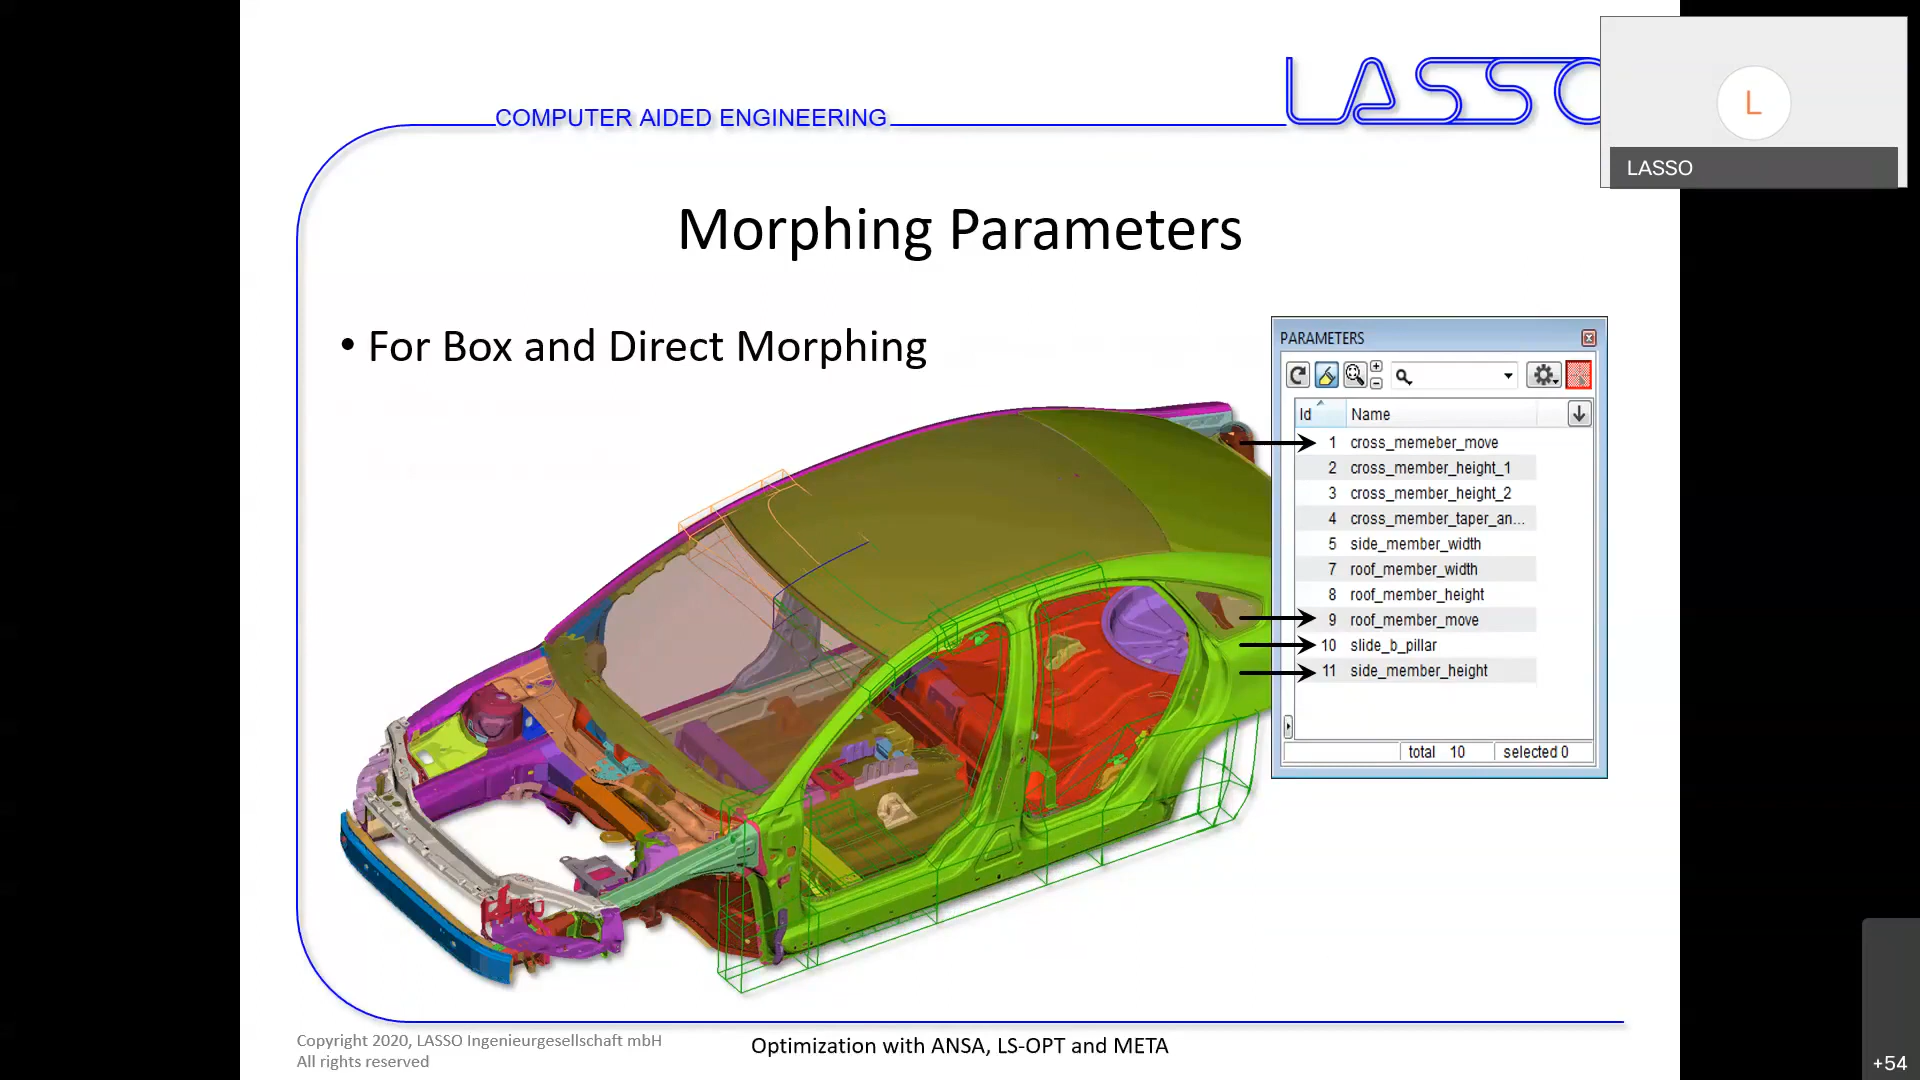 COMPUTER AIDED ENGINEERING
LASSO
L
LASSO
Morphing Parameters
• For Box and Direct Morphing
PARAMETERS
Id Name
1 cross_memeber_move
2 cross_member_height_1
3 cross_member_height_2
4 cross_member_taper_an...
5 side_member_width
7 roof_member_width
8 roof_member_height
9 roof_member_move
10 slide_b_pillar
11 side_member_height
total 10 selected 0
Copyright 2020, LASSO Ingenieurgesellschaft mbH
All rights reserved
Optimization with ANSA, LS-OPT and META
+54